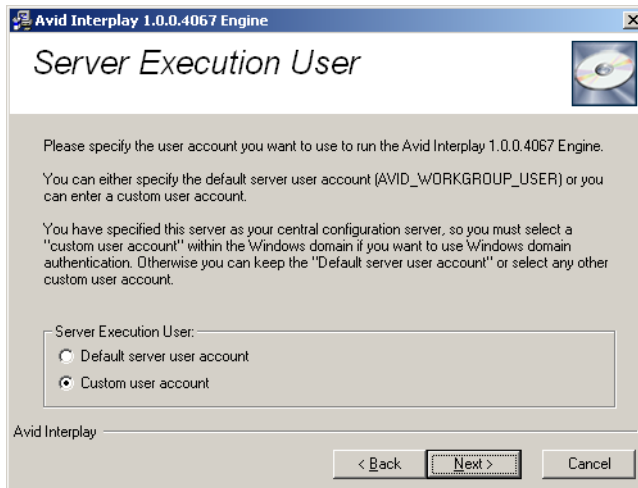 Avid Interplay 1.0.0.4067 Engine
Server Execution User
Please specify the user account you want to use to run the Avid Interplay 1.0.0.4067 Engine.
You can either specify the default server user account (AVID_WORKGROUP_USER) or you
can enter a custom user account.
You have specified this server as your central configuration server, so you must select a
"custom user account" within the Windows domain if you want to use Windows domain
authentication. Otherwise you can keep the "Default server user account" or select any other
custom user account.
Server Execution User:
Default server user account
Custom user account
Avid Interplay
< Back
Next >
Cancel